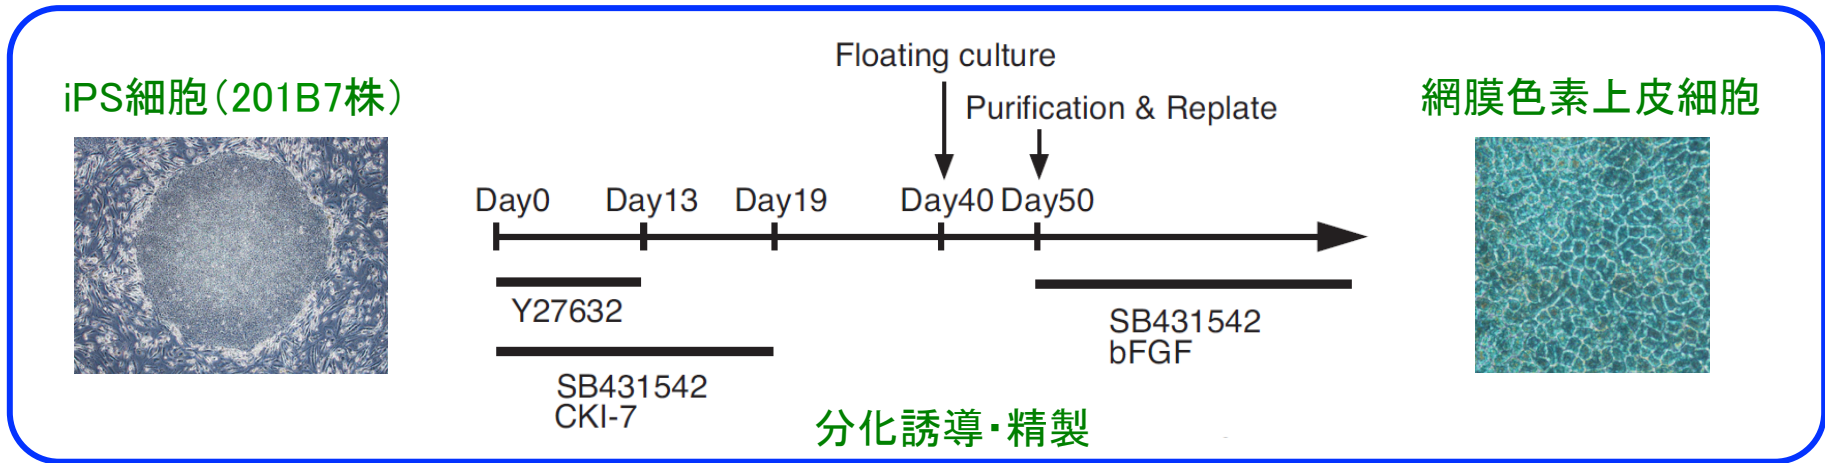 iPS細胞(201B7株)
Floating culture
Purification & Replate
網膜色素上皮細胞
Day0 Day13 Day19 Day40 Day50
Y27632
SB431542
CKI-7
SB431542
bFGF
分化誘導・精製